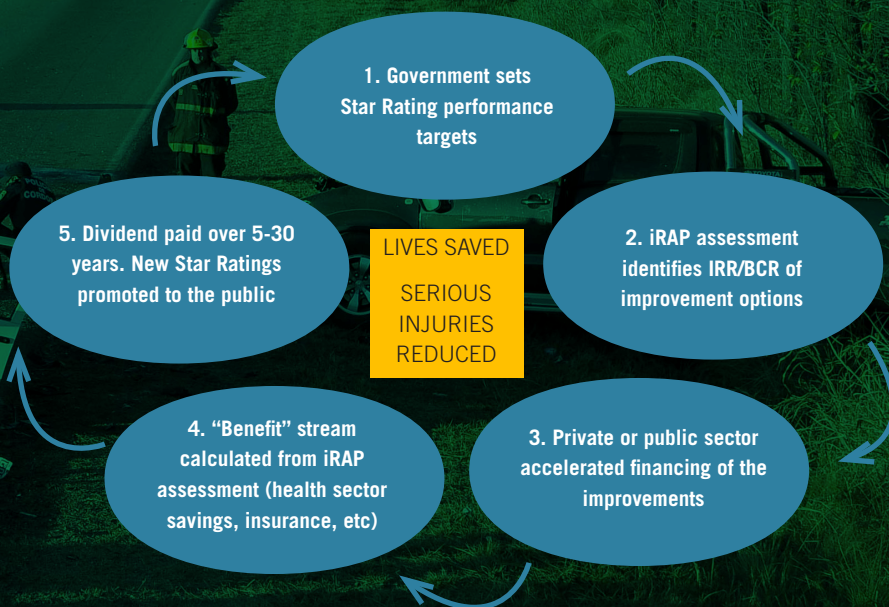 1. Government sets
Star Rating performance
targets
2. iRAP assessment
identifies IRR/BCR of
improvement options
3. Private or public sector
accelerated financing of the
improvements
4. “Benefit” stream
calculated from iRAP
assessment (health sector
savings, insurance, etc)
5. Dividend paid over 5-30
years. New Star Ratings
promoted to the public
LIVES SAVED
SERIOUS
INJURIES
REDUCED